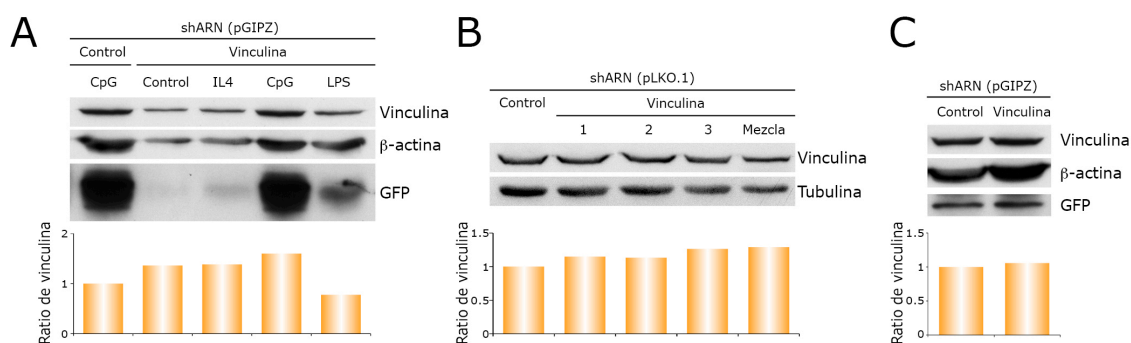 A
shARN (pGIPZ)
Control Vinculina
CpG Control IL4 CpG LPS
Vinculina
β-actina
GFP
Ratio de vinculina
2
1
0
B
shARN (pLKO.1)
Control Vinculina
1 2 3 Mezcla
Vinculina
Tubulina
Ratio de vinculina
1.5
1
0.5
0
C
shARN (pGIPZ)
Control Vinculina
Vinculina
β-actina
GFP
Ratio de vinculina
1.5
1
0.5
0